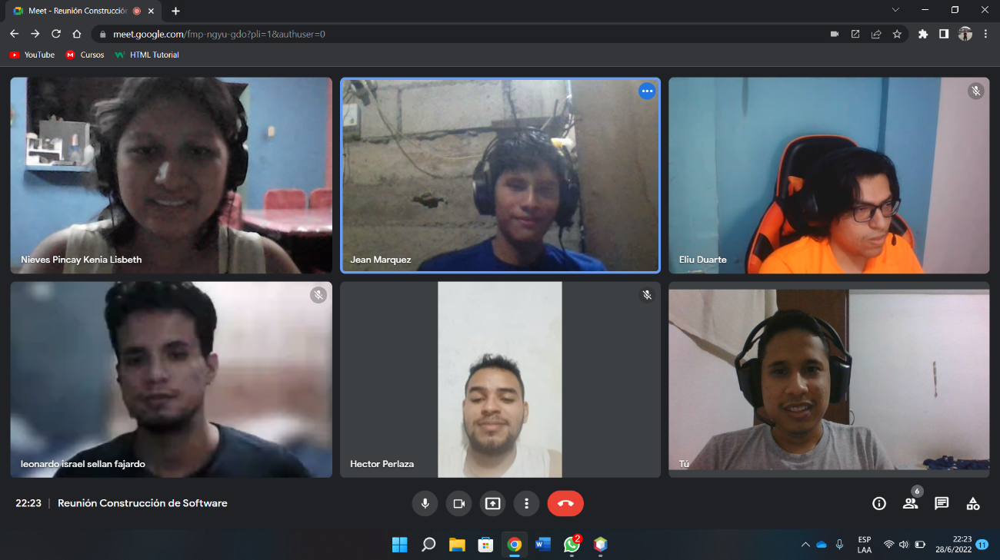 Meet - Reunión Construcción
meet.google.com/fmp-ngyu-gdo?pli=1&authuser=0
YouTube
Cursos
HTML Tutorial
Nieves Pincay Kenia Lisbeth
Jean Marquez
Eliu Duarte
leonardo israel sellan fajardo
Hector Perlaza
Tú
22:23 | Reunión Construcción de Software
6
2
ESP
LAA
22:23
28/6/2022
11